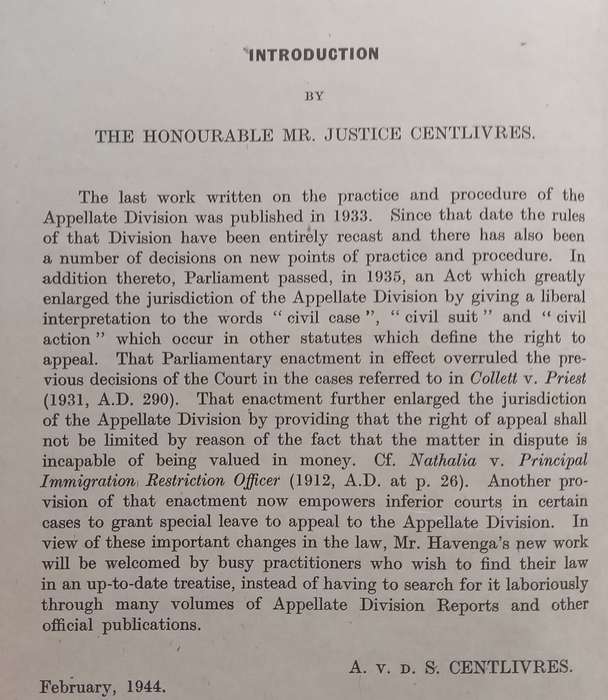 INTRODUCTION
BY
THE HONOURABLE MR. JUSTICE CENTLIVRES.
The last work written on the practice and procedure of the
Appellate Division was published in 1933. Since that date the rules
of that Division have been entirely recast and there has also been
a number of decisions on new points of practice and procedure. In
addition thereto, Parliament passed, in 1935, an Act which greatly
enlarged the jurisdiction of the Appellate Division by giving a liberal
interpretation to the words “ civil case ”, “ civil suit ” and “ civil
action ” which occur in other statutes which define the right to
appeal. That Parliamentary enactment in effect overruled the pre-
vious decisions of the Court in the cases referred to in Collett v. Priest
(1931, A.D. 290). That enactment further enlarged the jurisdiction
of the Appellate Division by providing that the right of appeal shall
not be limited by reason of the fact that the matter in dispute is
incapable of being valued in money. Cf. Nathalia v. Principal
Immigration Restriction Officer (1912, A.D. at p. 26). Another pro-
vision of that enactment now empowers inferior courts in certain
cases to grant special leave to appeal to the Appellate Division. In
view of these important changes in the law, Mr. Havenga's new work
will be welcomed by busy practitioners who wish to find their law
in an up-to-date treatise, instead of having to search for it laboriously
through many volumes of Appellate Division Reports and other
official publications.
A. v. D. S. CENTLIVRES.
February, 1944.